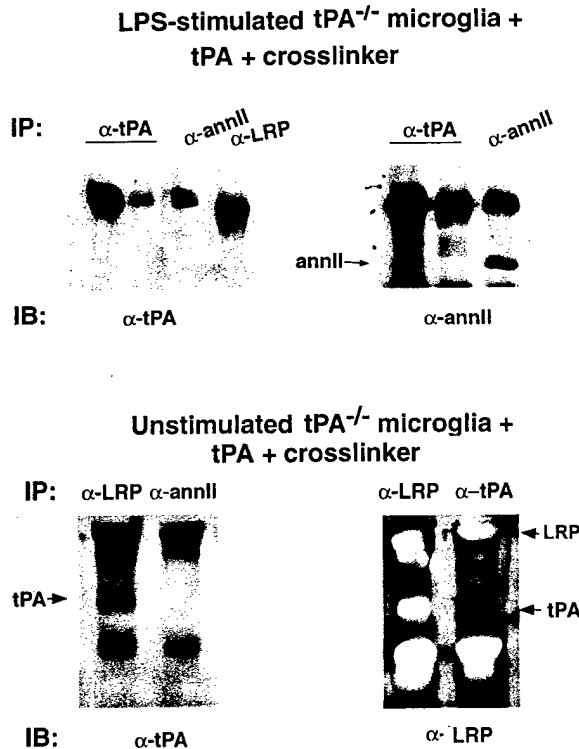 LPS-stimulated tPA-/- microglia +
tPA + crosslinker
IP: α-tPA α-annII α-LRP α-tPA α-annII
annII
IB: α-tPA α-annII
Unstimulated tPA-/- microglia +
tPA + crosslinker
IP: α-LRP α-annII α-LRP α-tPA
LRP
tPA tPA
IB: α-tPA α-LRP